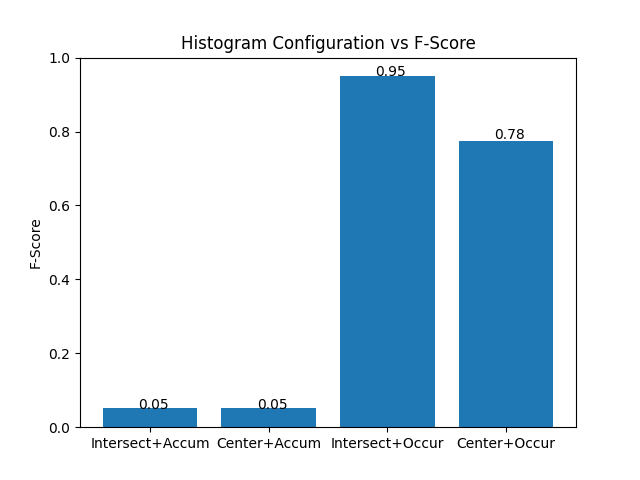 Histogram Configuration vs F-Score
1.0
0.8
0.6
0.4
0.2
0.0
F-Score
0.05
0.05
0.95
0.78
Intersect+Accum
Center+Accum
Intersect+Occur
Center+Occur